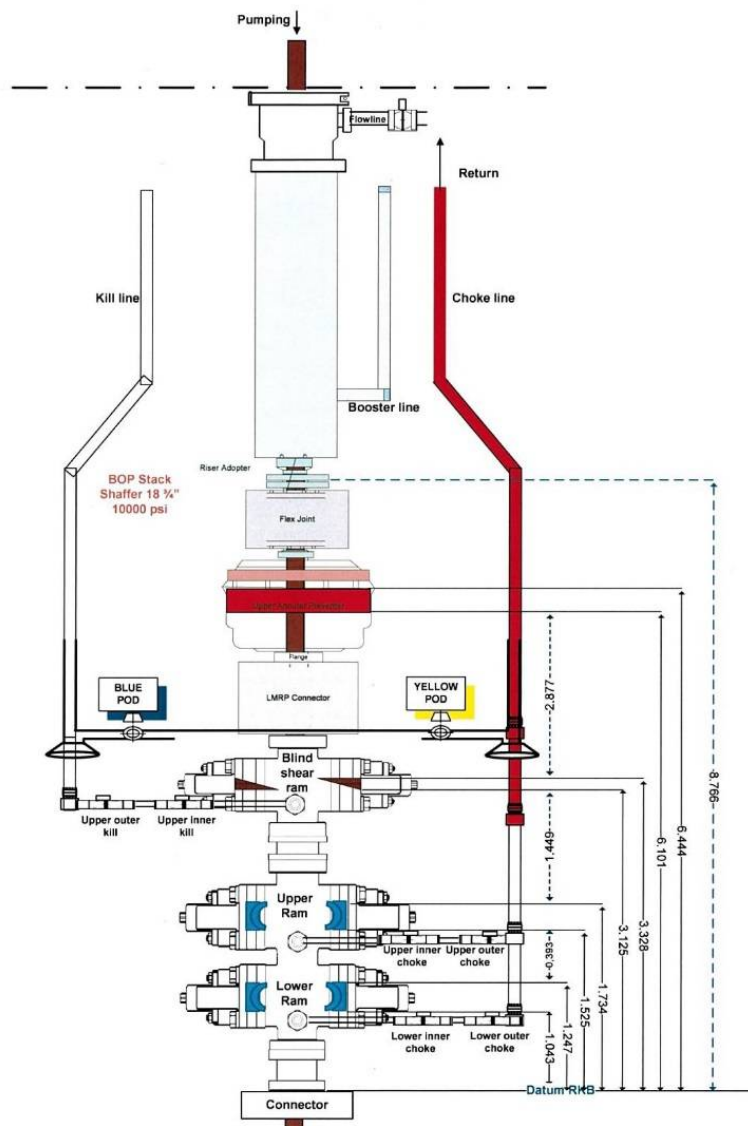 Pumping
Flowline
Return
Kill line
Choke line
Booster line
Riser Adopter
BOP Stack
Shaffer 18 ¾"
10000 psi
Flex Joint
Upper Annular Preventer
Flange
LMRP Connector
BLUE
POD
YELLOW
POD
Blind
shear
ram
Upper outer
kill
Upper inner
kill
Upper
Ram
Upper inner
choke
Upper outer
choke
Lower
Ram
Lower inner
choke
Lower outer
choke
2.877
1.449
0.393
1.043
1.247
1.525
1.734
3.125
3.328
6.101
6.444
8.766
Datum RKB
Connector